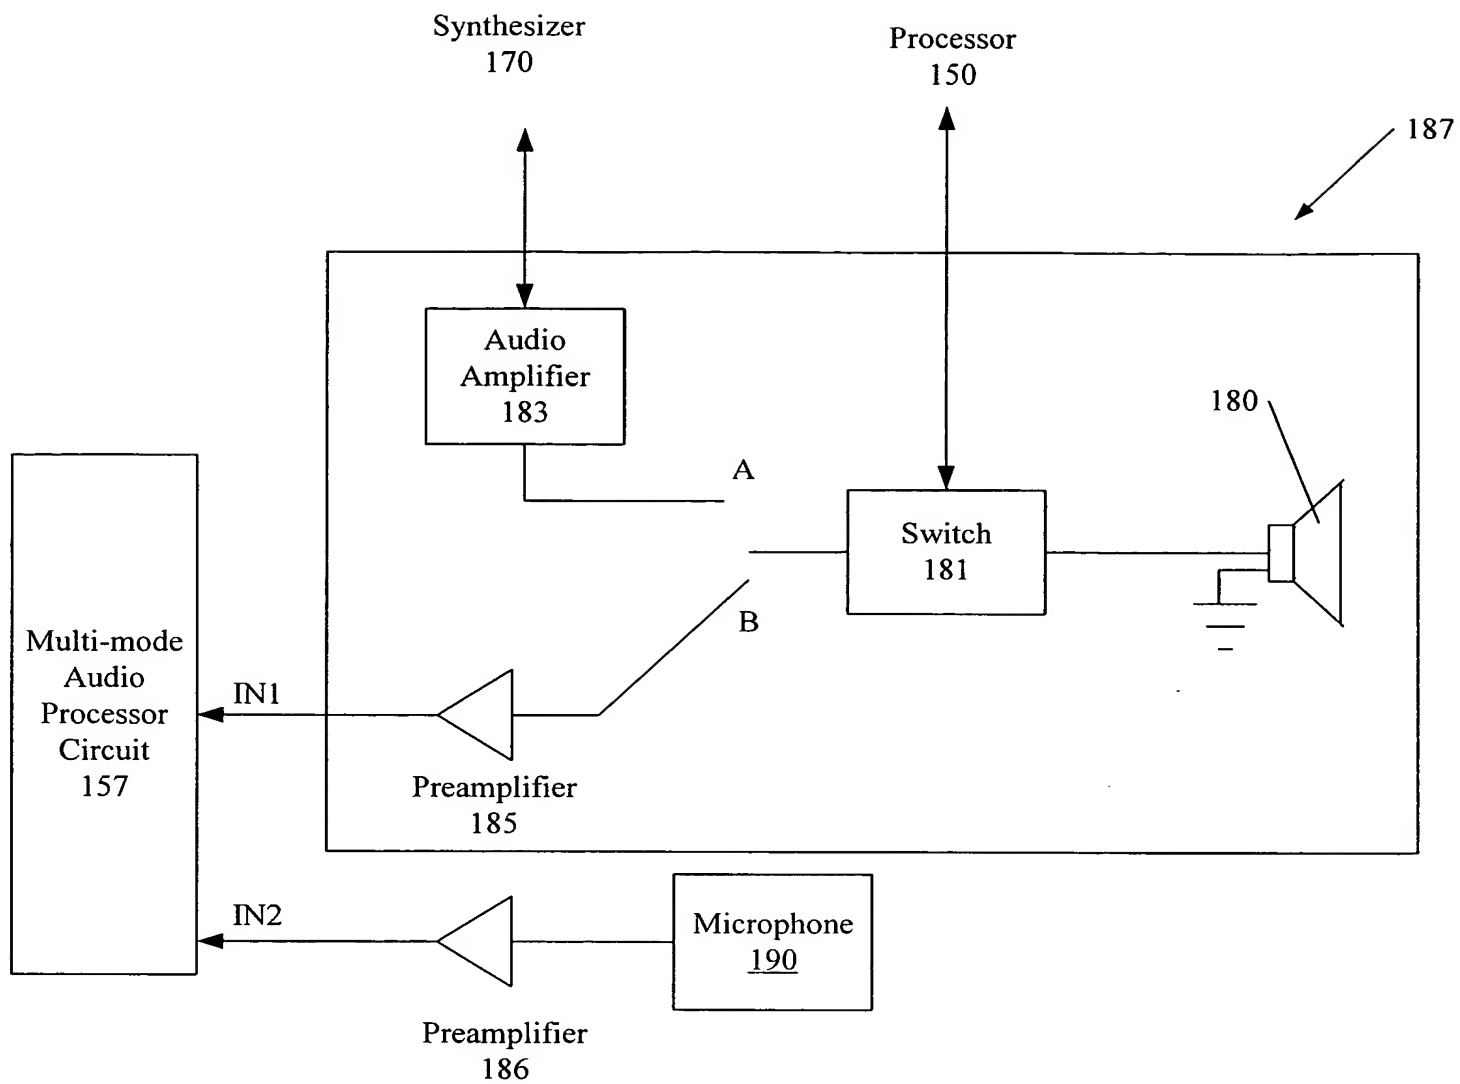 Synthesizer
170
Processor
150
187
Audio
Amplifier
183
180
A
Switch
181
B
Multi-mode
Audio
Processor
Circuit
157
IN1
Preamplifier
185
IN2
Microphone
190
Preamplifier
186